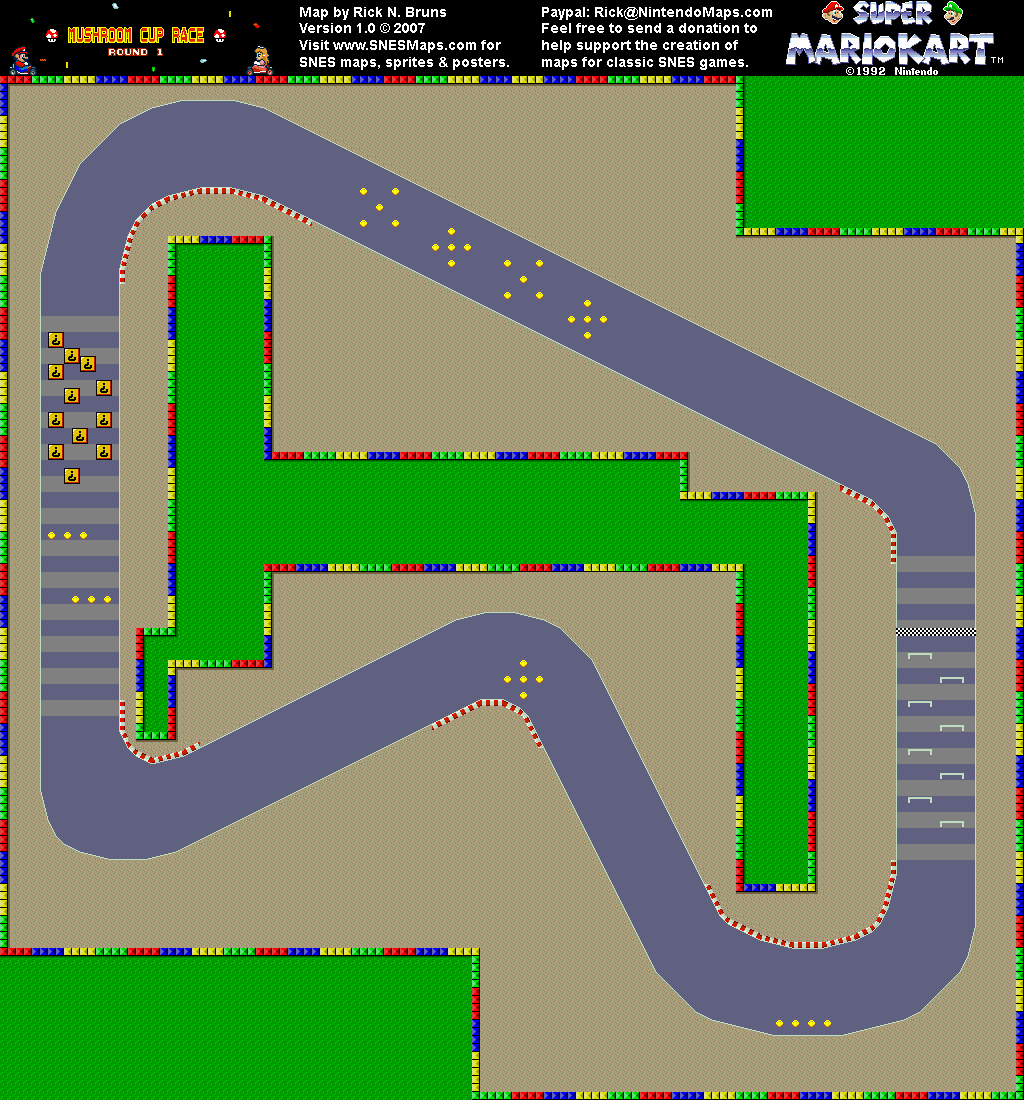 MUSHROOM CUP RACE
ROUND 1
Map by Rick N. Bruns
Version 1.0 © 2007
Visit www.SNESMaps.com for
SNES maps, sprites & posters.
Paypal: Rick@NintendoMaps.com
Feel free to send a donation to
help support the creation of
maps for classic SNES games.
SUPER
MARIOKART™
©1992 Nintendo